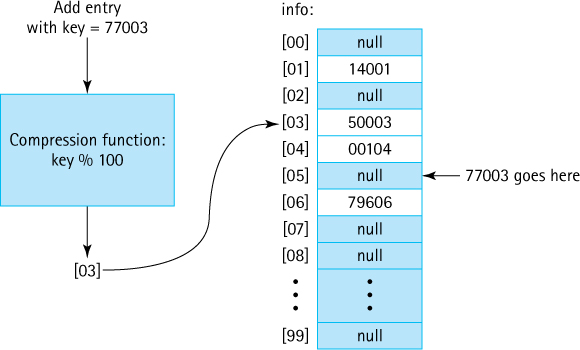 Add entry
with key = 77003
Compression function:
key % 100
[03]
info:
[00] null
[01] 14001
[02] null
[03] 50003
[04] 00104
[05] null
77003 goes here
[06] 79606
[07] null
[08] null
[99] null